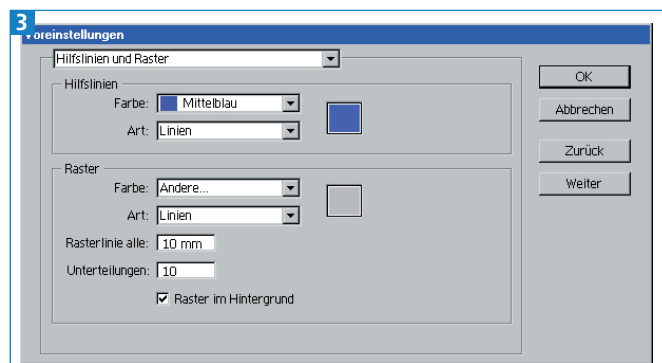 3
Voreinstellungen
Hilfslinien und Raster
Hilfslinien
Farbe: Mittelblau
Art: Linien
Raster
Farbe: Andere...
Art: Linien
Rasterlinie alle: 10 mm
Unterteilungen: 10
Raster im Hintergrund
OK
Abbrechen
Zurück
Weiter